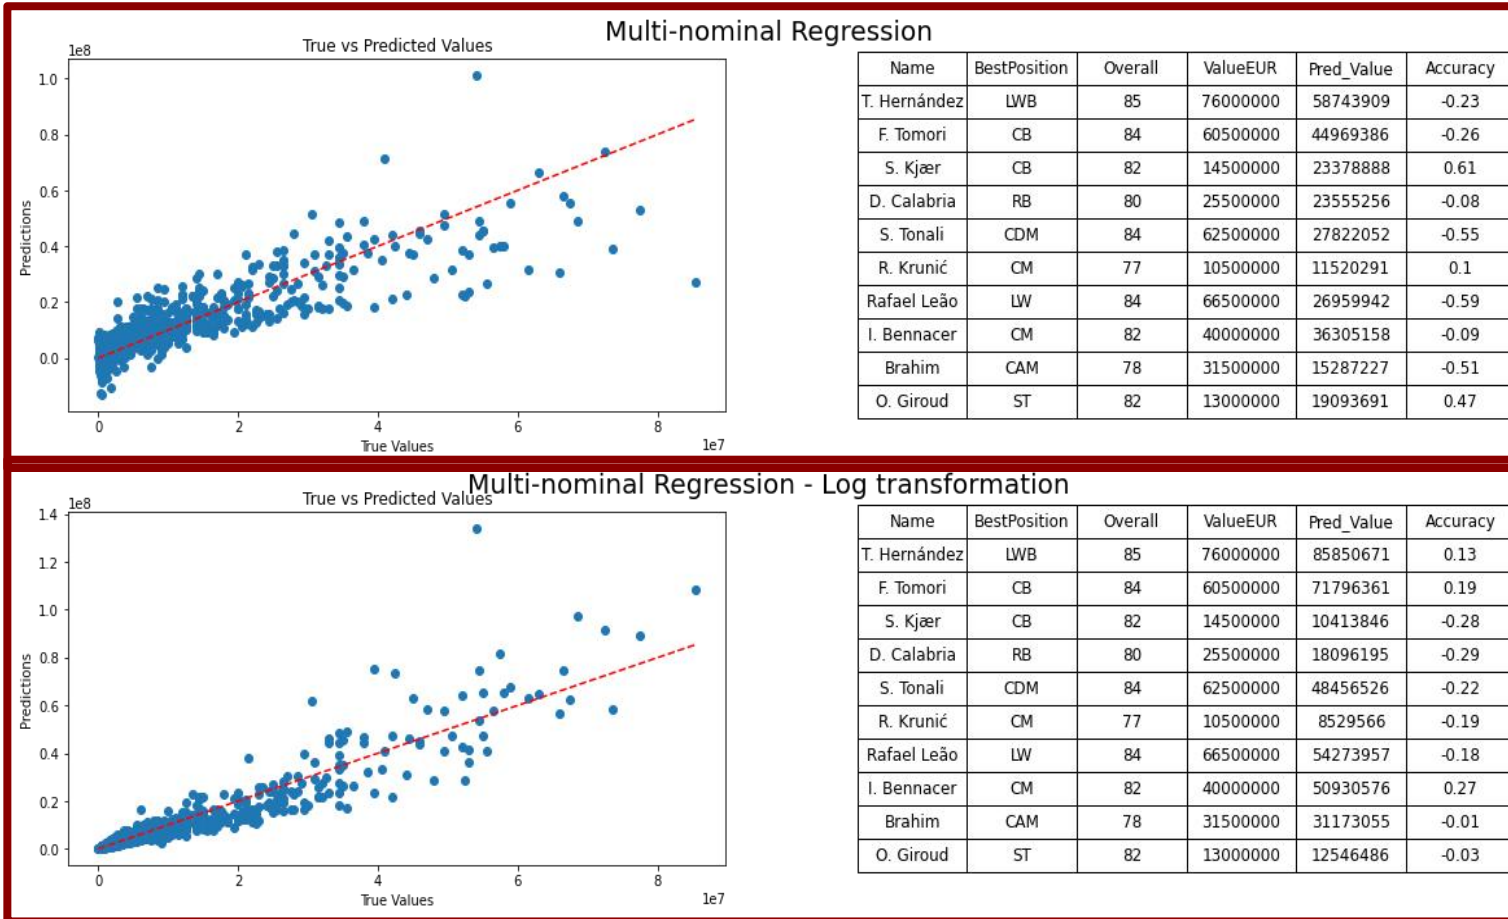 Multi-nominal Regression
True vs Predicted Values
1e8
1.0
0.8
0.6
0.4
0.2
0.0
Predictions
0 2 4 6 8
True Values
1e7
Name BestPosition Overall ValueEUR Pred_Value Accuracy
T. Hernández LWB 85 76000000 58743909 -0.23
F. Tomori CB 84 60500000 44969386 -0.26
S. Kjær CB 82 14500000 23378888 0.61
D. Calabria RB 80 25500000 23555256 -0.08
S. Tonali CDM 84 62500000 27822052 -0.55
R. Krunić CM 77 10500000 11520291 0.1
Rafael Leão LW 84 66500000 26959942 -0.59
I. Bennacer CM 82 40000000 36305158 -0.09
Brahim CAM 78 31500000 15287227 -0.51
O. Giroud ST 82 13000000 19093691 0.47
Multi-nominal Regression - Log transformation
True vs Predicted Values
1e8
1.4
1.2
1.0
0.8
0.6
0.4
0.2
0.0
Predictions
0 2 4 6 8
True Values
1e7
Name BestPosition Overall ValueEUR Pred_Value Accuracy
T. Hernández LWB 85 76000000 85850671 0.13
F. Tomori CB 84 60500000 71796361 0.19
S. Kjær CB 82 14500000 10413846 -0.28
D. Calabria RB 80 25500000 18096195 -0.29
S. Tonali CDM 84 62500000 48456526 -0.22
R. Krunić CM 77 10500000 8529566 -0.19
Rafael Leão LW 84 66500000 54273957 -0.18
I. Bennacer CM 82 40000000 50930576 0.27
Brahim CAM 78 31500000 31173055 -0.01
O. Giroud ST 82 13000000 12546486 -0.03